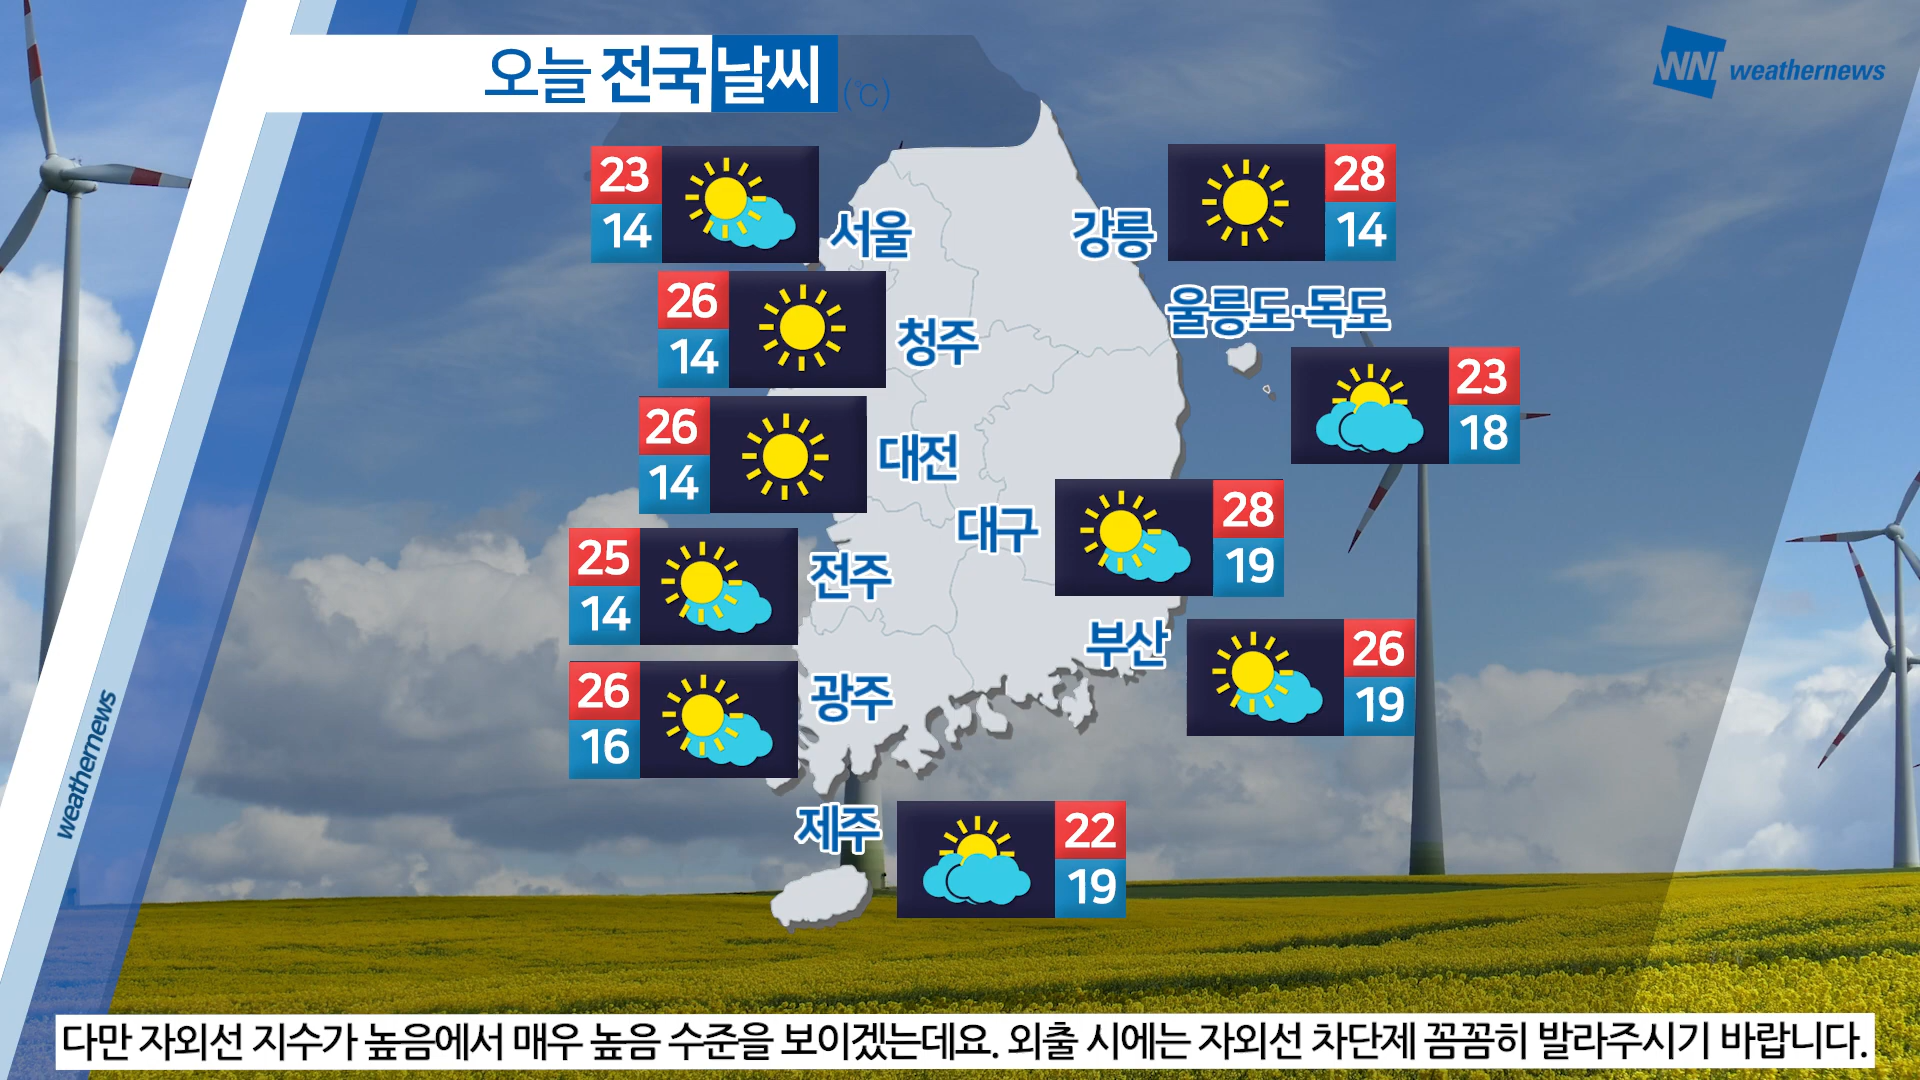 오늘 전국 날씨 (℃)
WN weathernews
23
14
서울
강릉
28
14
26
14
청주
울릉도·독도
23
18
26
14
대전
대구
28
19
25
14
전주
부산
26
19
26
16
광주
제주
22
19
weathernews
다만 자외선 지수가 높음에서 매우 높음 수준을 보이겠는데요. 외출 시에는 자외선 차단제 꼼꼼히 발라주시기 바랍니다.